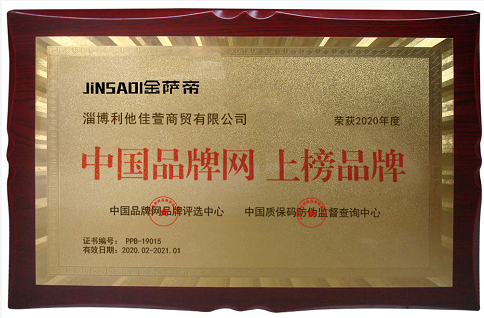 JINSADI金萨帝
淄博利他佳萱商贸有限公司 荣获2020年度
中国品牌网 上榜品牌
中国品牌网品牌评选中心 中国质保码防伪监督查询中心
证书编号: PPB-19015
有效日期: 2020.02-2021.01